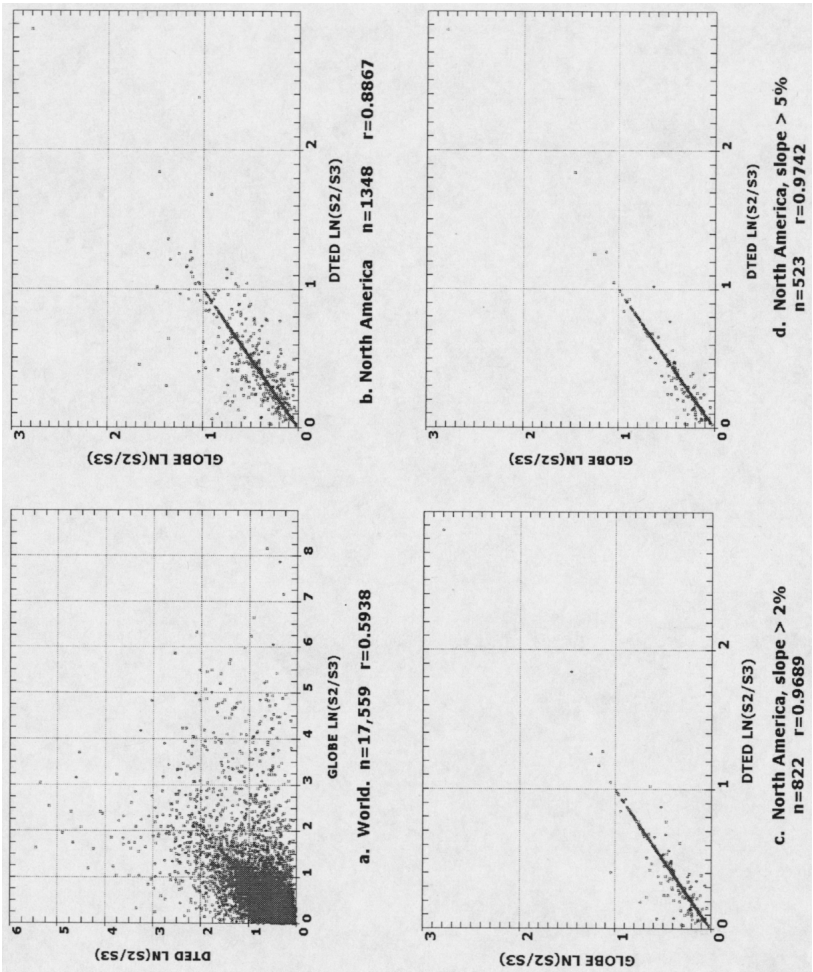 6
5
4
3
2
1
0
DTED LN(S2/S3)
0 1 2 3 4 5 6 7 8
GLOBE LN(S2/S3)
a. World. n=17,559 r=0.5938
3
2
1
GLOBE LN(S2/S3)
0 1 2
DTED LN(S2/S3)
b. North America n=1348 r=0.8867
3
2
1
GLOBE LN(S2/S3)
0 1 2
DTED LN(S2/S3)
c. North America, slope > 2%
n=822 r=0.9689
3
2
1
GLOBE LN(S2/S3)
0 1 2
DTED LN(S2/S3)
d. North America, slope > 5%
n=523 r=0.9742